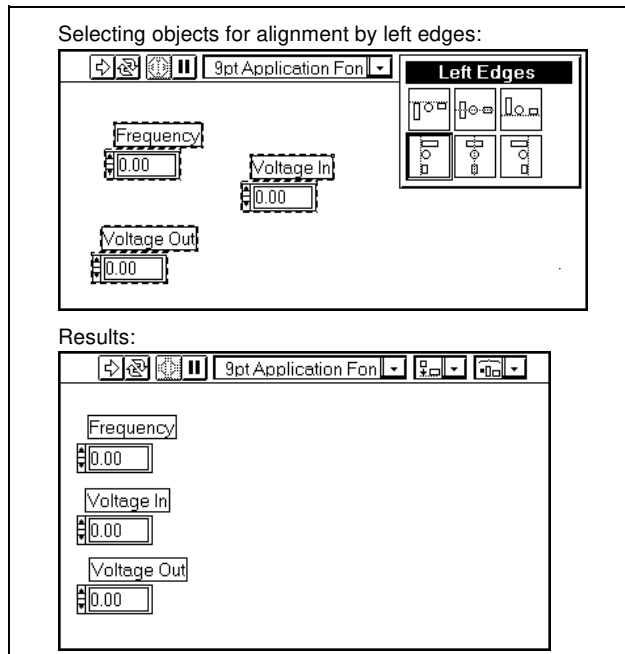 Selecting objects for alignment by left edges:
9pt Application Fon
Left Edges
Frequency
0.00
Voltage In
0.00
Voltage Out
0.00
Results:
9pt Application Fon
Frequency
0.00
Voltage In
0.00
Voltage Out
0.00